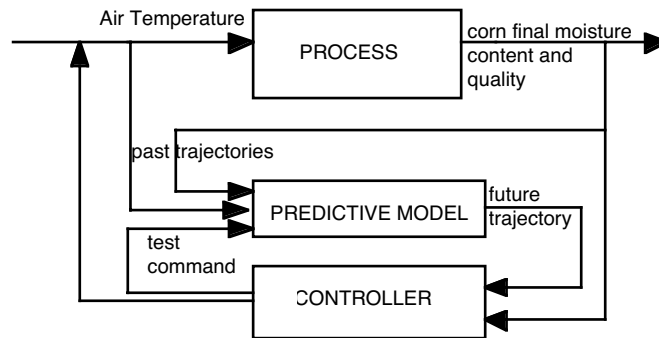 Air Temperature
PROCESS
corn final moisture
content and
quality
past trajectories
PREDICTIVE MODEL
future
trajectory
test
command
CONTROLLER